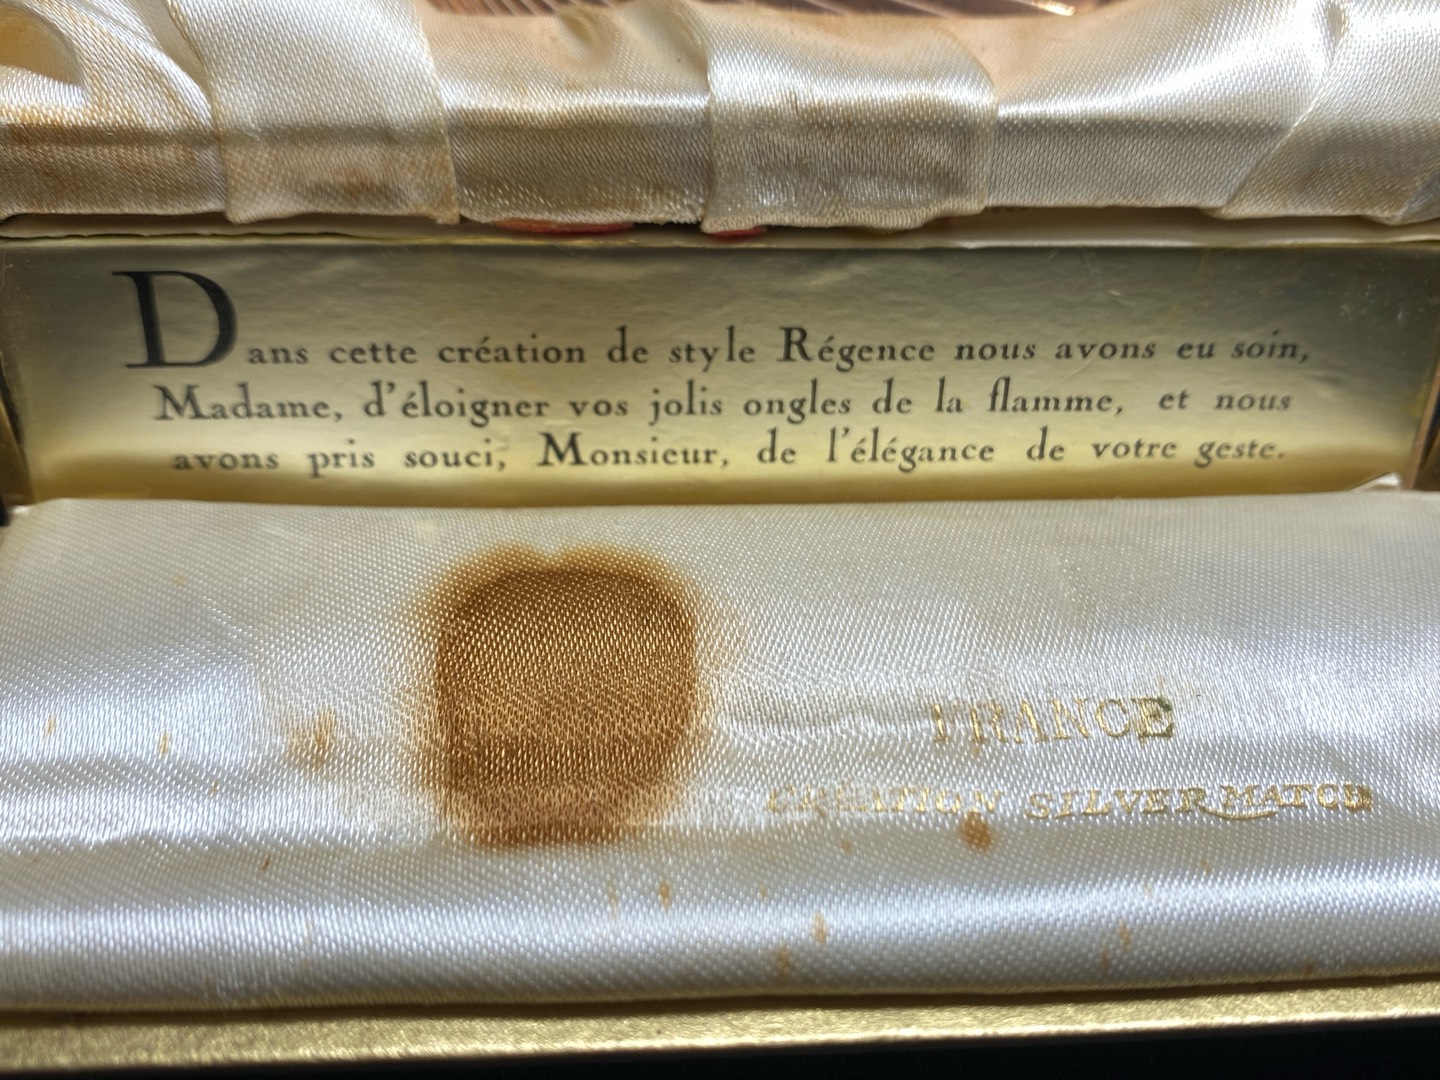 Dans cette création de style Régence nous avons eu soin,
Madame, d'éloigner vos jolis ongles de la flamme, et nous
avons pris souci, Monsieur, de l'élégance de votre geste.
FRANCE
CRÉATION SILVER MATCH